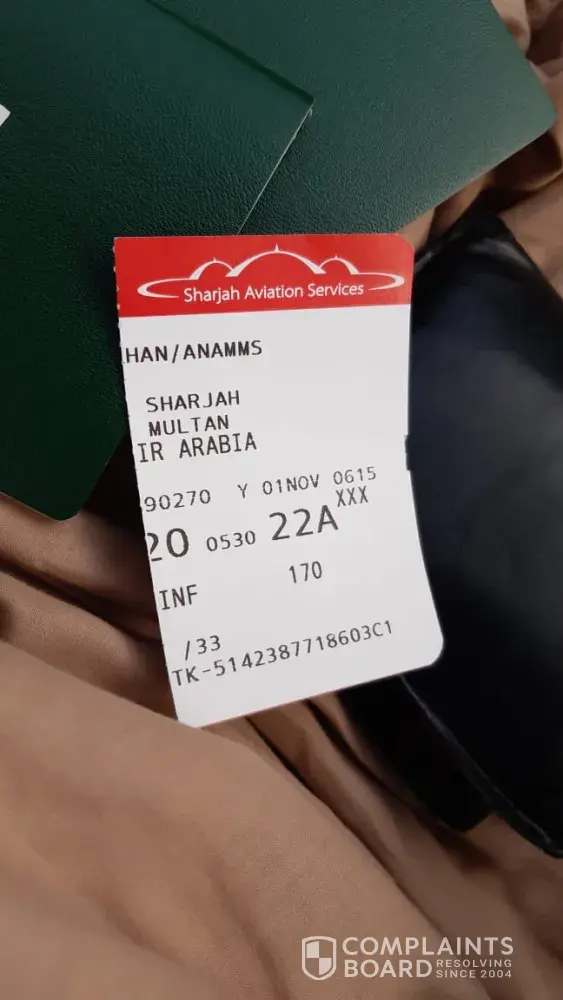 Sharjah Aviation Services
HAN/ANAMMS
SHARJAH
MULTAN
IR ARABIA
90270 Y 01NOV 0615
20 0530 22A XXX
INF 170
/33
TK-5142387718603C1
COMPLAINTS
BOARD RESOLVING
SINCE 2004